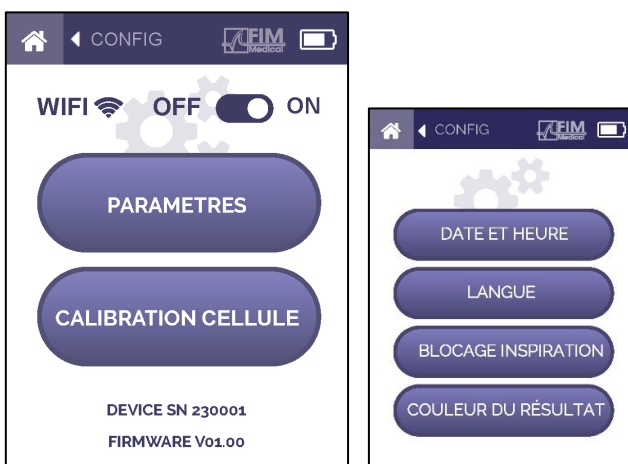 CONFIG
FIM
Medical
WIFI OFF ON
PARAMETRES
CALIBRATION CELLULE
DEVICE SN 230001
FIRMWARE V01.00
CONFIG
FIM
Medical
DATE ET HEURE
LANGUE
BLOCAGE INSPIRATION
COULEUR DU RÉSULTAT